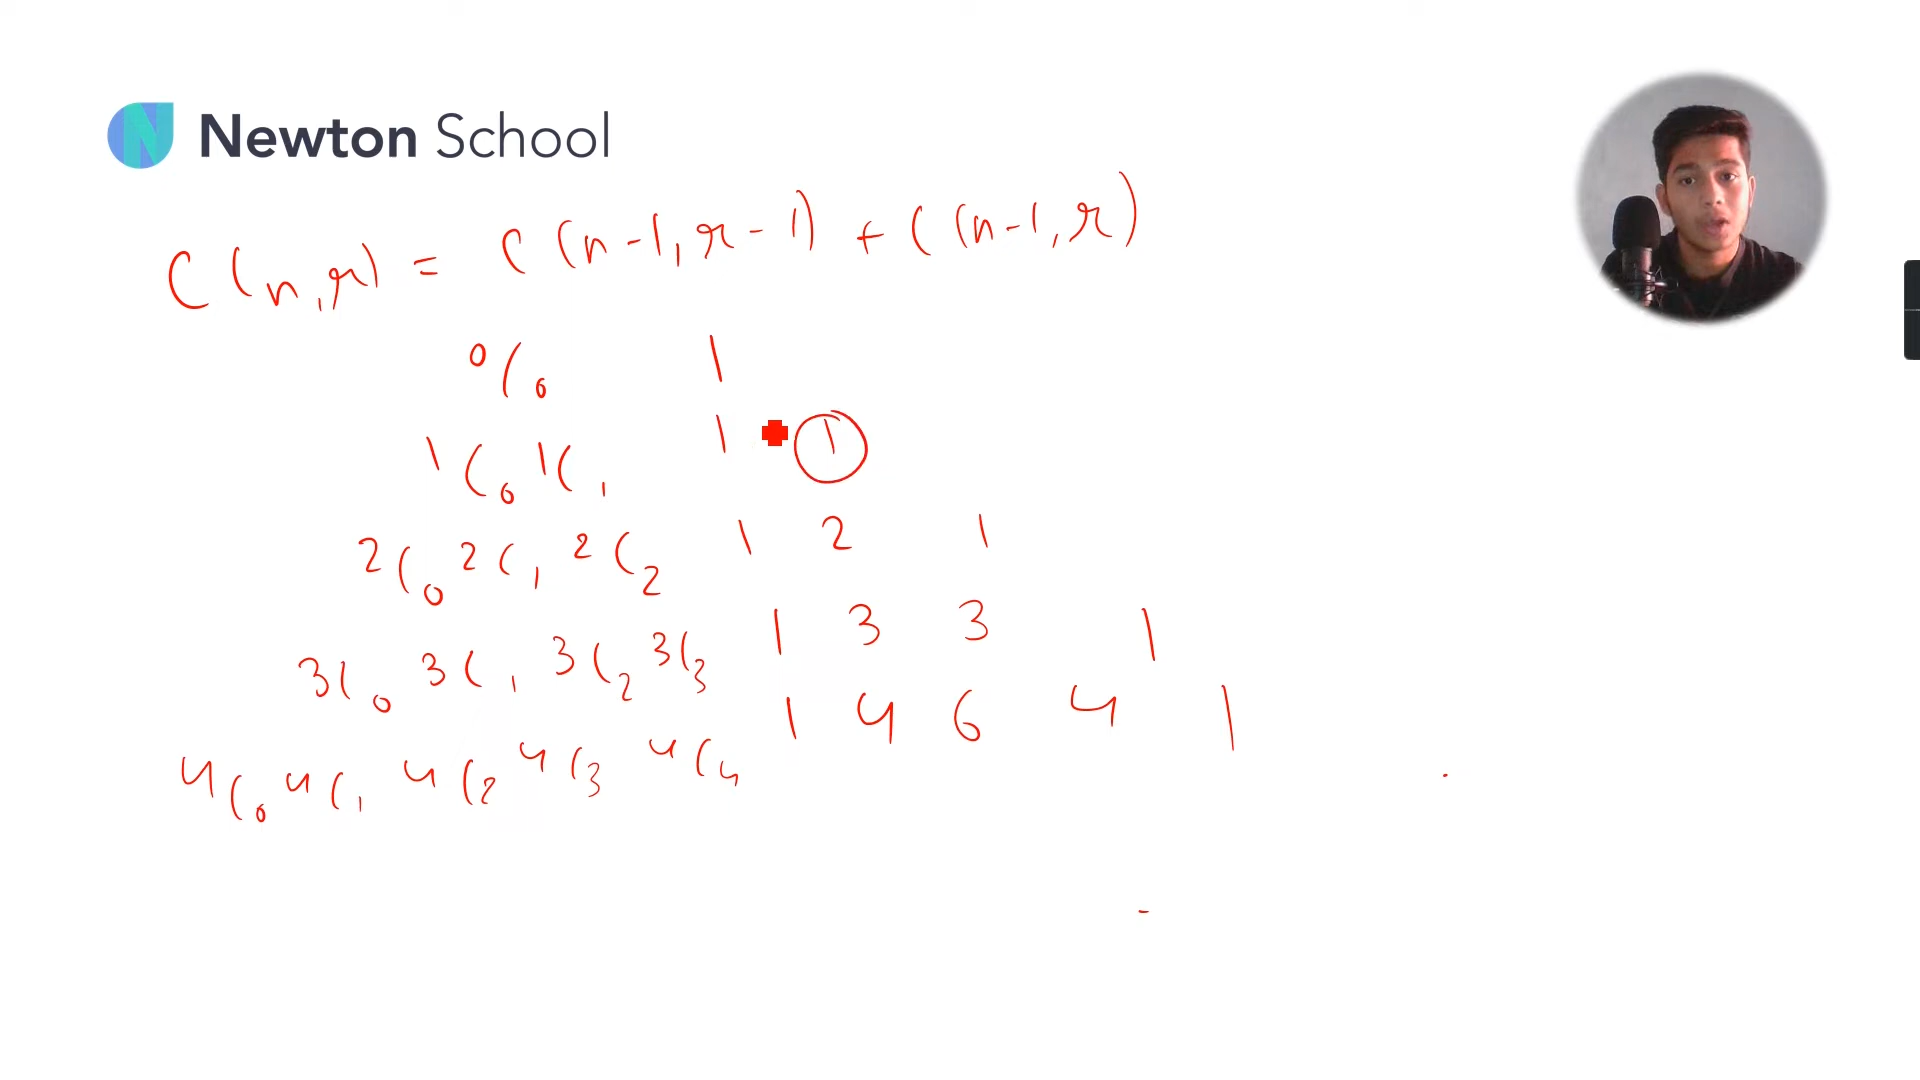 Newton School
C(n,r) = C(n-1,r-1) + C(n-1,r)
⁰C₀ 1
¹C₀ ¹C₁ 1 1
²C₀ ²C₁ ²C₂ 1 2 1
³C₀ ³C₁ ³C₂ ³C₃ 1 3 3 1
⁴C₀ ⁴C₁ ⁴C₂ ⁴C₃ ⁴C₄ 1 4 6 4 1